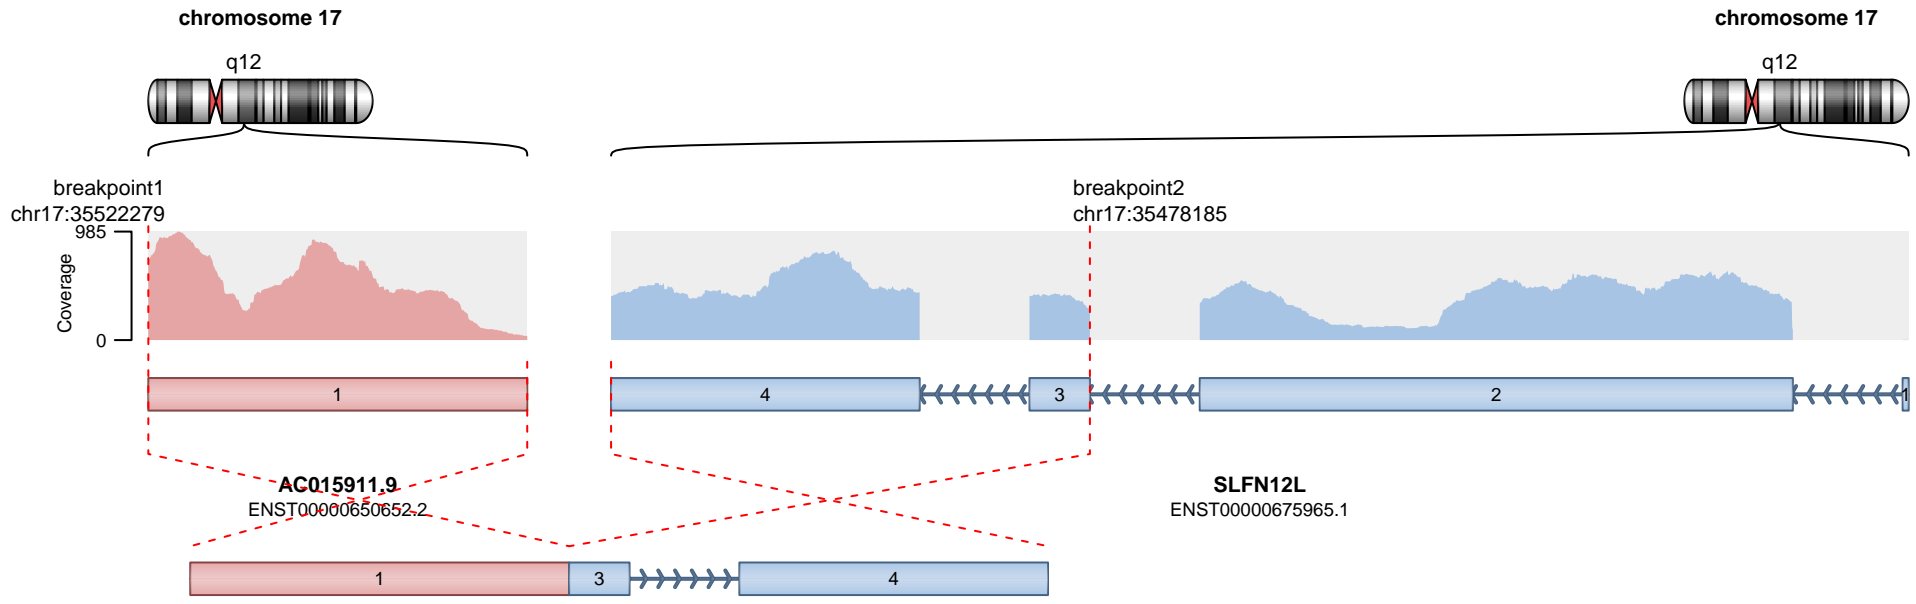 chromosome 17
chromosome 17
q12
q12
breakpoint1
chr17:35522279
breakpoint2
chr17:35478185
985
Coverage
0
1
4
3
2
1
AC015911.9
ENST00000650652.2
SLFN12L
ENST00000675965.1
1
3
4